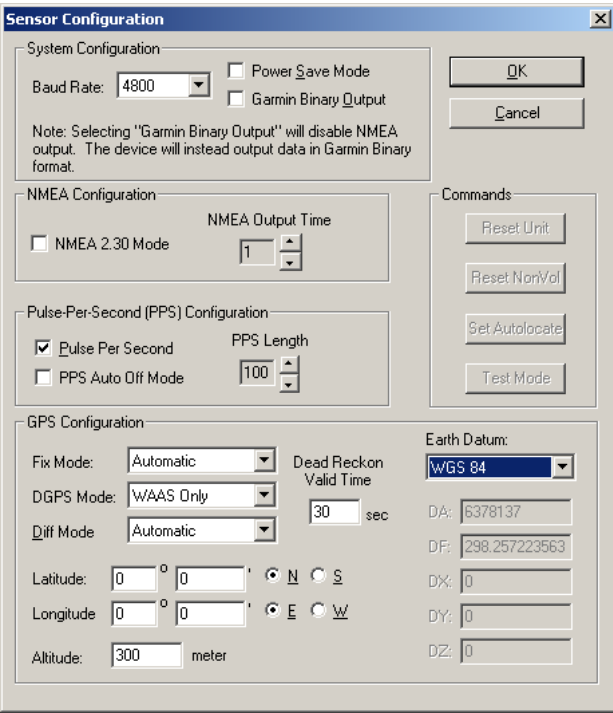 Sensor Configuration
System Configuration
Baud Rate: 4800
Power Save Mode
Garmin Binary Output
Note: Selecting "Garmin Binary Output" will disable NMEA
output. The device will instead output data in Garmin Binary
format.
OK
Cancel
NMEA Configuration
NMEA 2.30 Mode
NMEA Output Time
1
Commands
Reset Unit
Reset NonVol
Set Autolocate
Test Mode
Pulse-Per-Second (PPS) Configuration
Pulse Per Second
PPS Auto Off Mode
PPS Length
100
GPS Configuration
Fix Mode: Automatic
DGPS Mode: WAAS Only
Diff Mode Automatic
Dead Reckon
Valid Time
30 sec
Earth Datum:
WGS 84
DA: 6378137
DF: 298.257223563
DX: 0
DY: 0
DZ: 0
Latitude: 0 º 0 ' N S
Longitude 0 º 0 ' E W
Altitude: 300 meter